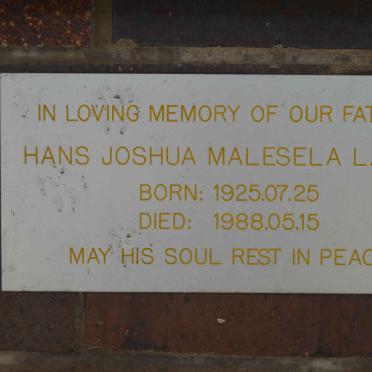 IN LOVING MEMORY OF OUR FAT
HANS JOSHUA MALESELA L
BORN: 1925.07.25
DIED: 1988.05.15
MAY HIS SOUL REST IN PEAC